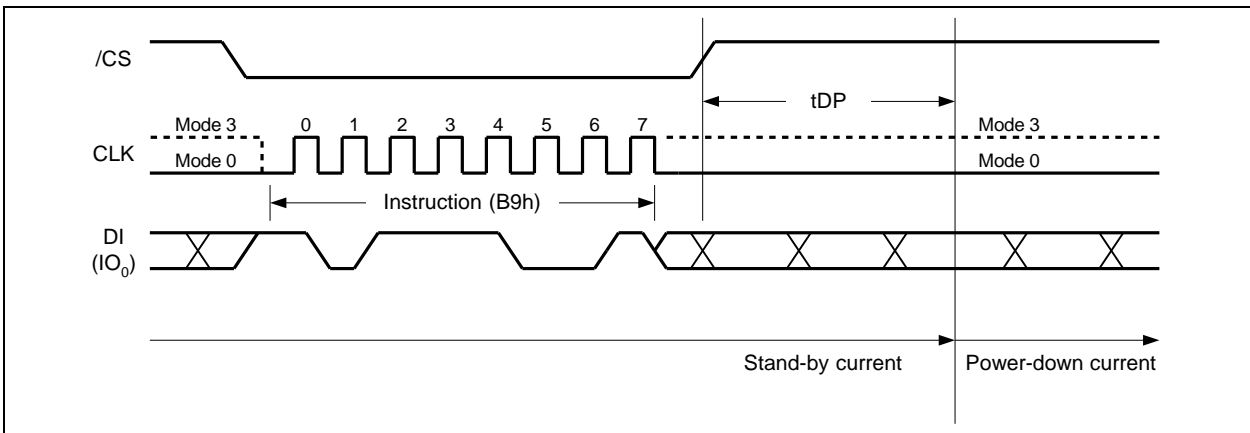 /CS
tDP
Mode 3 0 1 2 3 4 5 6 7 Mode 3
CLK
Mode 0 Mode 0
Instruction (B9h)
DI
(IO0)
Stand-by current Power-down current